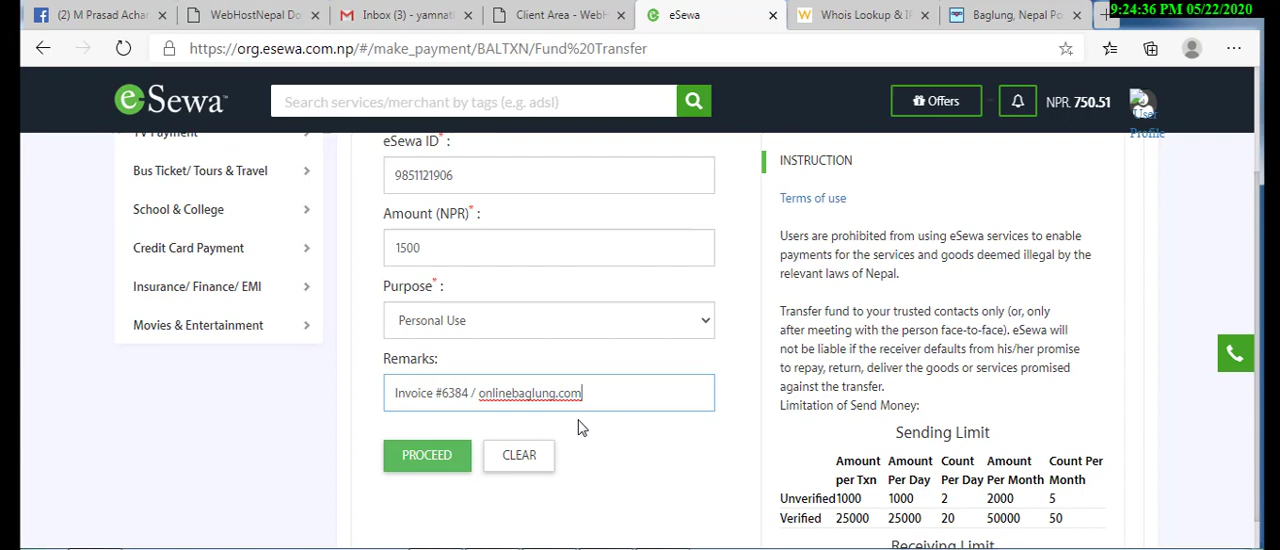 (2) M Prasad Achar
WebHostNepal Do
Inbox (3) - yamnati
Client Area - WebH
eSewa
Whois Lookup & IP
Baglung, Nepal Po
9:24:36 PM 05/22/2020
https://org.esewa.com.np/#/make_payment/BALTXN/Fund%20Transfer
eSewa™
Search services/merchant by tags (e.g. adsl)
Offers
NPR. 750.51
User Profile
TV Payment
Bus Ticket/ Tours & Travel
School & College
Credit Card Payment
Insurance/ Finance/ EMI
Movies & Entertainment
eSewa ID* :
9851121906
Amount (NPR)* :
1500
Purpose* :
Personal Use
Remarks:
Invoice #6384 / onlinebaglung.com
PROCEED
CLEAR
INSTRUCTION
Terms of use
Users are prohibited from using eSewa services to enable
payments for the services and goods deemed illegal by the
relevant laws of Nepal.
Transfer fund to your trusted contacts only (or, only
after meeting with the person face-to-face). eSewa will
not be liable if the receiver defaults from his/her promise
to repay, return, deliver the goods or services promised
against the transfer.
Limitation of Send Money:
Sending Limit
Amount per Txn Amount Per Day Count Per Day Amount Per Month Count Per Month
Unverified 1000 1000 2 2000 5
Verified 25000 25000 20 50000 50
Receiving Limit